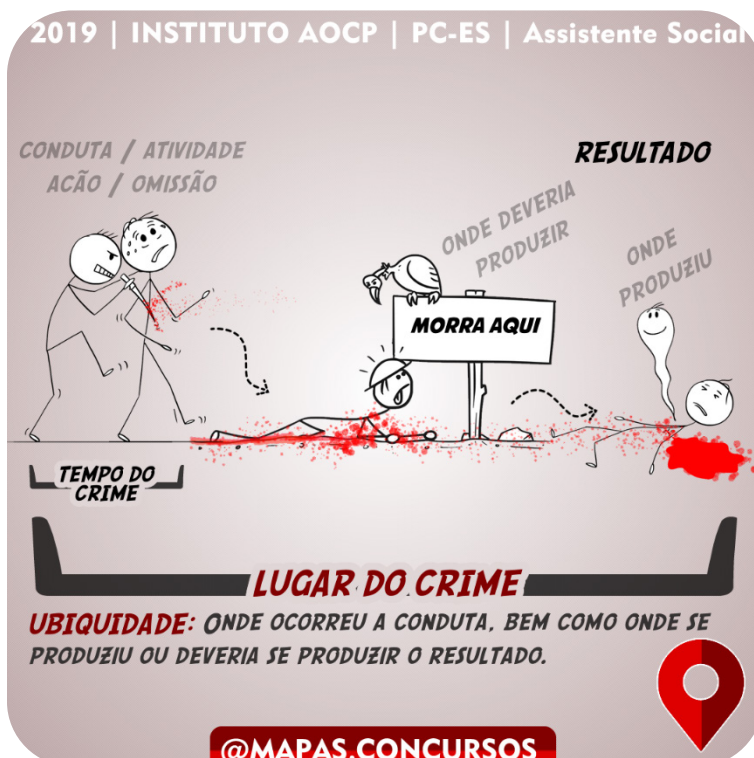 2019 | INSTITUTO AOCP | PC-ES | Assistente Social
CONDUTA / ATIVIDADE
ACÃO / OMISSÃO
RESULTADO
ONDE DEVERIA
PRODUZIR
ONDE
PRODUZIU
MORRA AQUI
TEMPO DO
CRIME
LUGAR DO CRIME
UBIQUIDADE: ONDE OCORREU A CONDUTA, BEM COMO ONDE SE
PRODUZIU OU DEVERIA SE PRODUZIR O RESULTADO.
@MAPAS.CONCURSOS